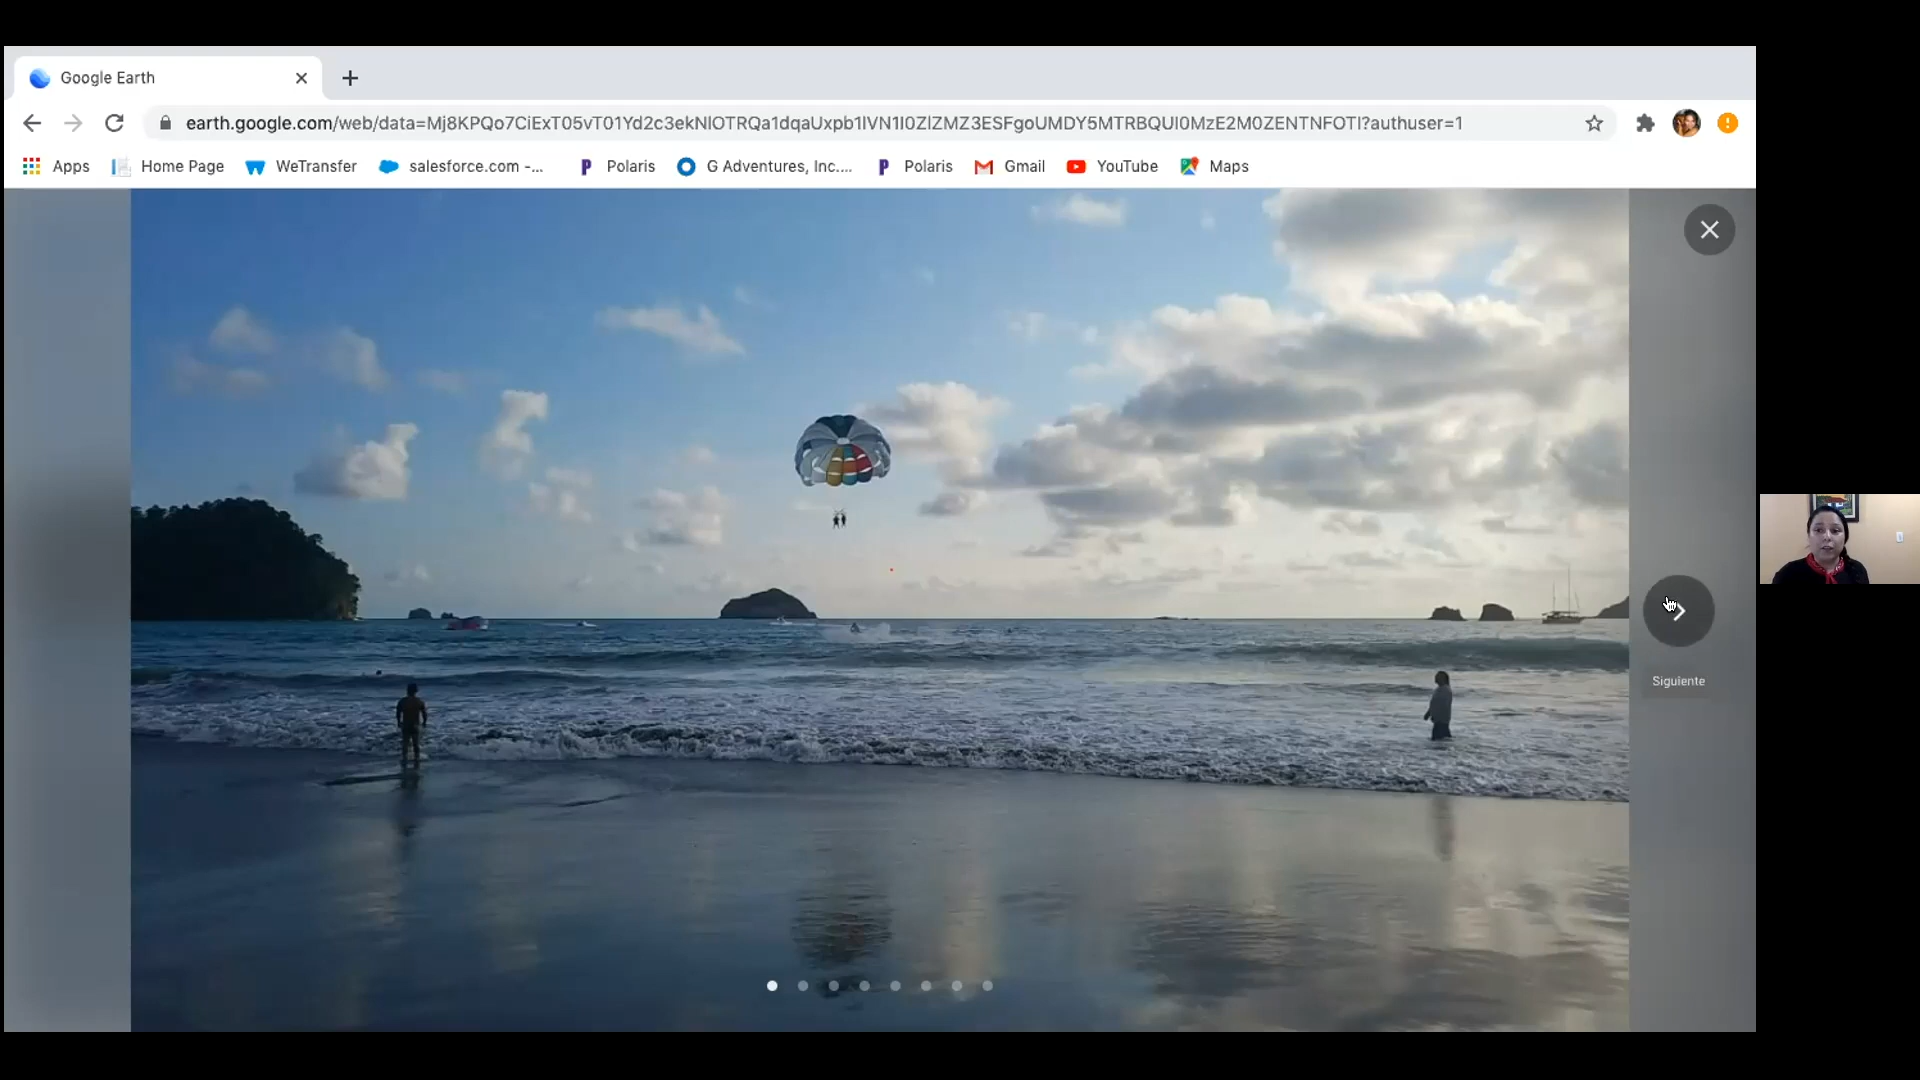 Google Earth
earth.google.com/web/data=Mj8KPQo7CiExT05vT01Yd2c3ekNlOTRQa1dqaUxpb1lVN1I0ZlZMZ3ESFgoUMDY5MTRBQUI0MzE2M0ZENTNFOTI?authuser=1
Apps Home Page WeTransfer salesforce.com -... Polaris G Adventures, Inc.... Polaris Gmail YouTube Maps
Siguiente